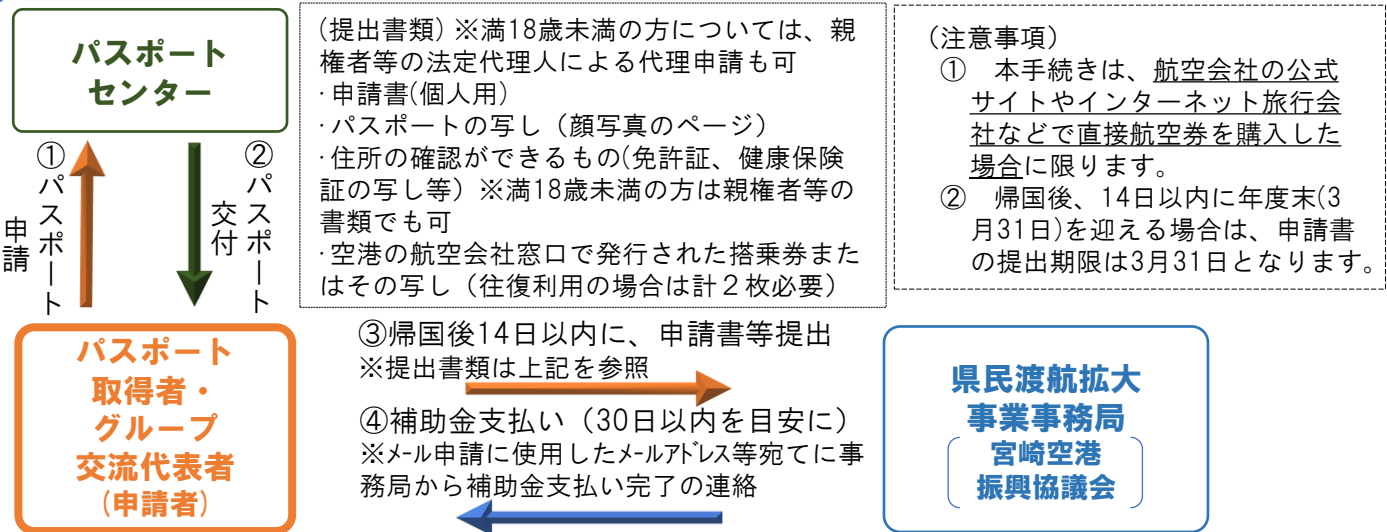 パスポート
センター
①パスポート
申請
②パスポート
交付
(提出書類)※満18歳未満の方については、親
権者等の法定代理人による代理申請も可
·申請書(個人用)
·パスポートの写し（顔写真のページ）
·住所の確認ができるもの(免許証、健康保険
証の写し等）※満18歳未満の方は親権者等の
書類でも可
·空港の航空会社窓口で発行された搭乗券また
はその写し（往復利用の場合は計２枚必要）
（注意事項）
①　本手続きは、航空会社の公式
サイトやインターネット旅行会
社などで直接航空券を購入した
場合に限ります。
②　帰国後、14日以内に年度末(3
月31日)を迎える場合は、申請書
の提出期限は3月31日となります。
パスポート
取得者・
グループ
交流代表者
(申請者)
③帰国後14日以内に、申請書等提出
※提出書類は上記を参照
④補助金支払い（30日以内を目安に）
※メール申請に使用したメールアドレス等宛てに事
務局から補助金支払い完了の連絡
県民渡航拡大
事業事務局
宮崎空港
振興協議会